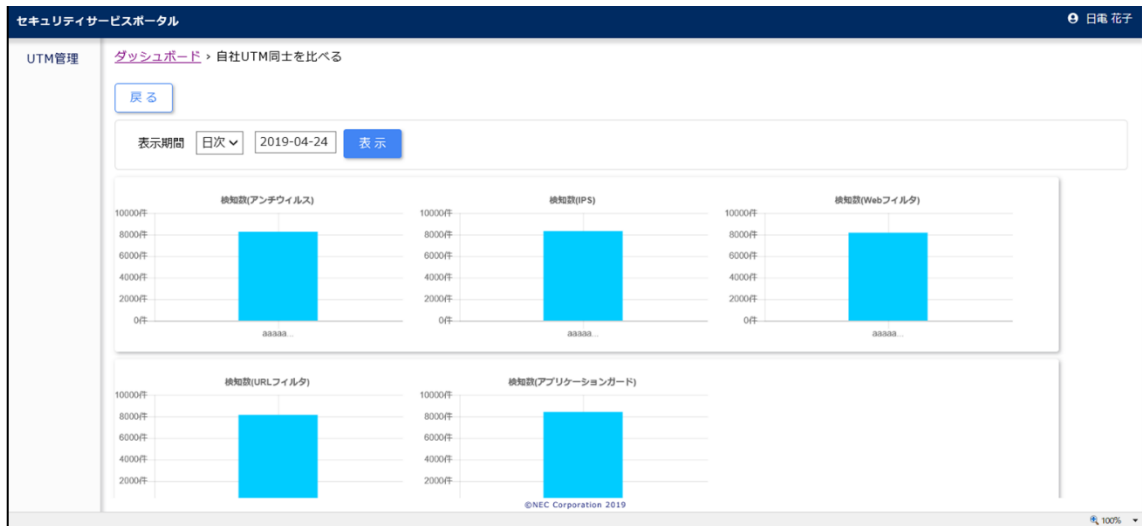 セキュリティサービスポータル
日電 花子
UTM管理
ダッシュボード › 自社UTM同士を比べる
戻る
表示期間 日次 2019-04-24 表示
検知数(アンチウィルス)
10000件
8000件
6000件
4000件
2000件
0件
aaaaa...
検知数(IPS)
10000件
8000件
6000件
4000件
2000件
0件
aaaaa...
検知数(Webフィルタ)
10000件
8000件
6000件
4000件
2000件
0件
aaaaa...
検知数(URLフィルタ)
10000件
8000件
6000件
4000件
2000件
検知数(アプリケーションガード)
10000件
8000件
6000件
4000件
2000件
©NEC Corporation 2019
100%